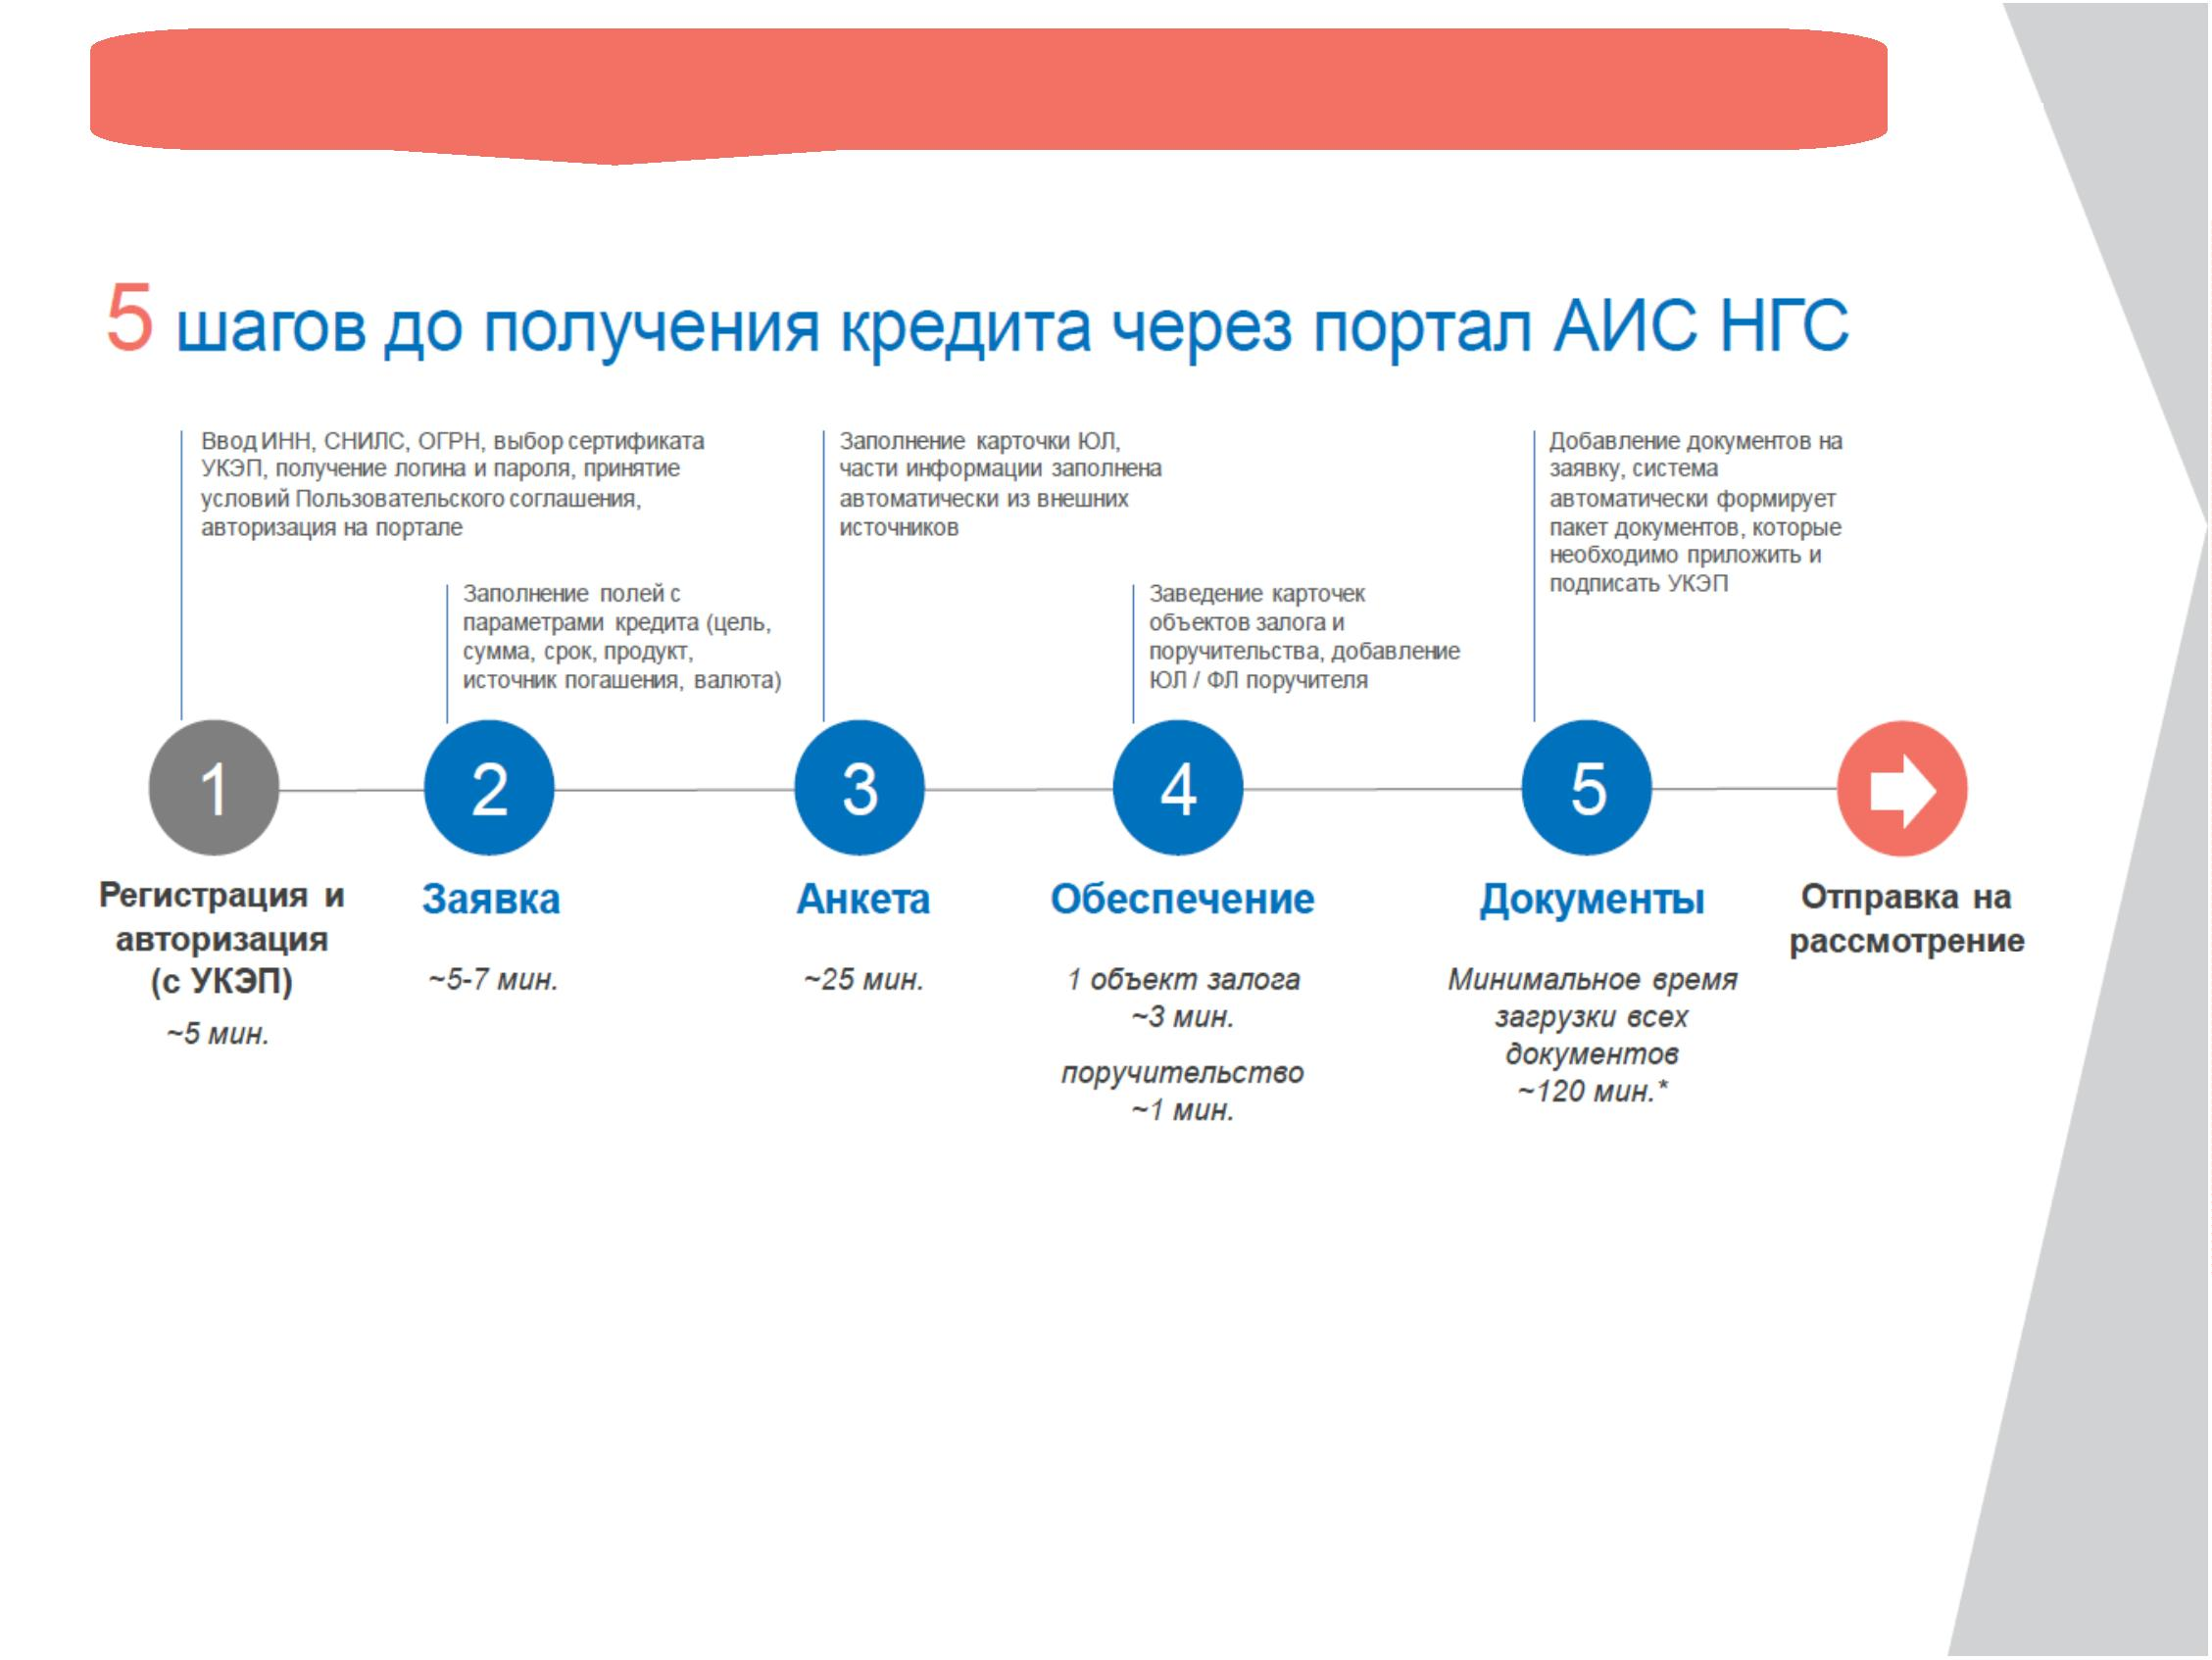 5 шагов до получения кредита через портал АИС НГС
Ввод ИНН, СНИЛС, ОГРН, выбор сертификата
УКЭП, получение логина и пароля, принятие
условий Пользовательского соглашения,
авторизация на портале
Заполнение полей с
параметрами кредита (цель,
сумма, срок, продукт,
источник погашения, валюта)
Заполнение карточки ЮЛ,
части информации заполнена
автоматически из внешних
источников
Заведение карточек
объектов залога и
поручительства, добавление
ЮЛ / ФЛ поручителя
Добавление документов на
заявку, система
автоматически формирует
пакет документов, которые
необходимо приложить и
подписать УКЭП
1
2
3
4
5
Регистрация и
авторизация
(с УКЭП)
~5 мин.
Заявка
~5-7 мин.
Анкета
~25 мин.
Обеспечение
1 объект залога
~3 мин.
поручительство
~1 мин.
Документы
Минимальное время
загрузки всех
документов
~120 мин.*
Отправка на
рассмотрение